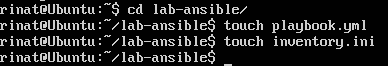 rinat@Ubuntu:~$ cd lab-ansible/
rinat@Ubuntu:~/lab-ansible$ touch playbook.yml
rinat@Ubuntu:~/lab-ansible$ touch inventory.ini
rinat@Ubuntu:~/lab-ansible$